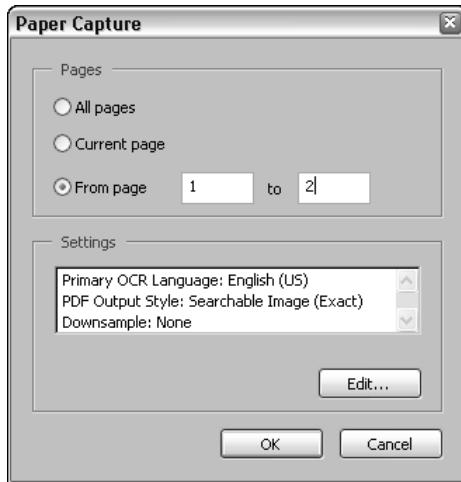 Paper Capture
Pages
All pages
Current page
From page 1 to 2
Settings
Primary OCR Language: English (US)
PDF Output Style: Searchable Image (Exact)
Downsample: None
Edit...
OK Cancel